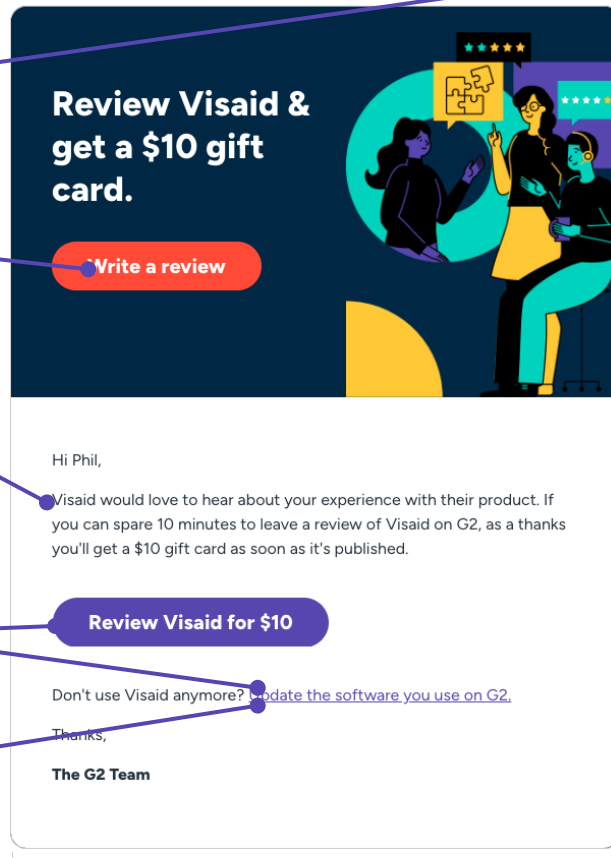 Review Visaid &
get a $10 gift
card.
Write a review
Hi Phil,
Visaid would love to hear about your experience with their product. If
you can spare 10 minutes to leave a review of Visaid on G2, as a thanks
you'll get a $10 gift card as soon as it's published.
Review Visaid for $10
Don't use Visaid anymore? Update the software you use on G2.
Thanks,
The G2 Team